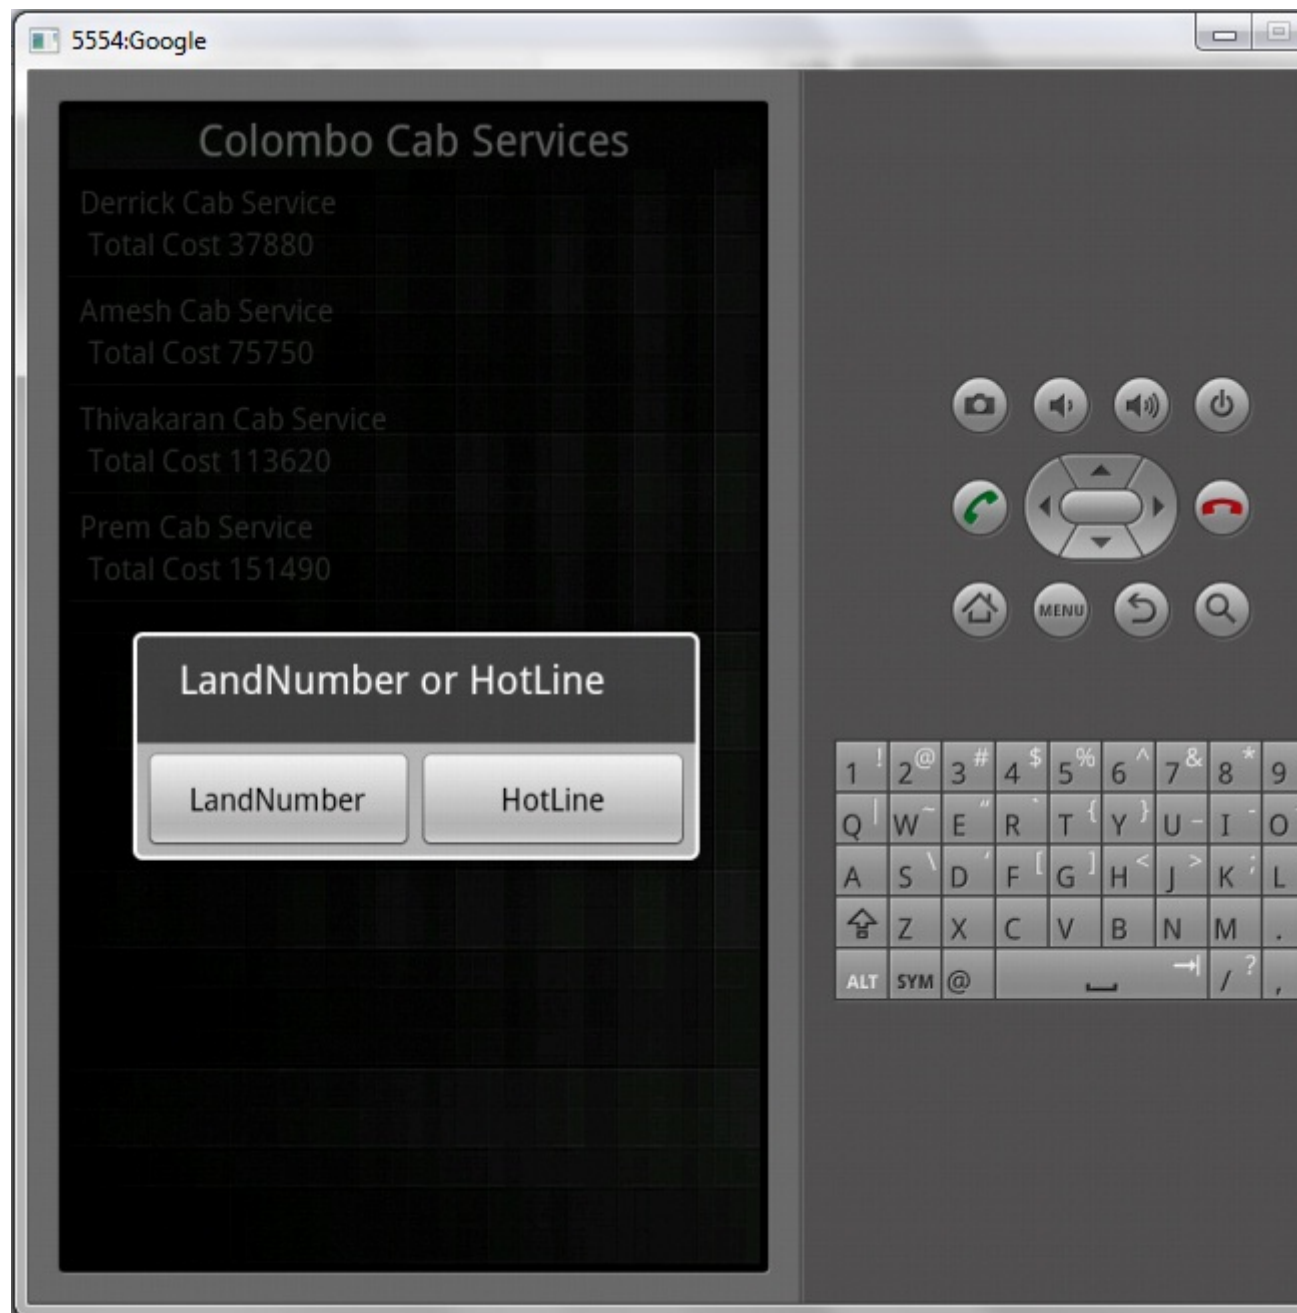 5554:Google
Colombo Cab Services
Derrick Cab Service
Total Cost 37880
Amesh Cab Service
Total Cost 75750
Thivakaran Cab Service
Total Cost 113620
Prem Cab Service
Total Cost 151490
LandNumber or HotLine
LandNumber HotLine
MENU
1 ! 2 @ 3 # 4 $ 5 % 6 ^ 7 & 8 * 9
Q | W ~ E " R ` T { Y } U _ I - O
A S \ D ' F [ G ] H < J > K ; L
Z X C V B N M .
ALT SYM @ / ? ,